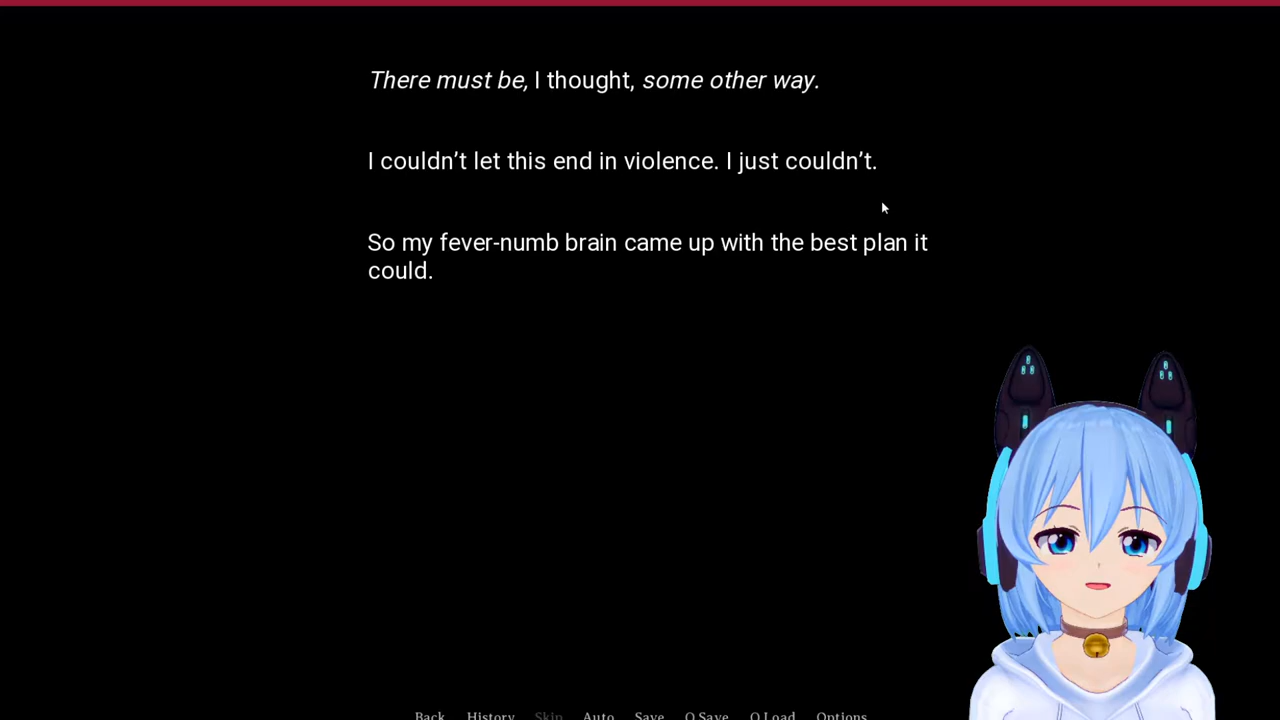 There must be, I thought, some other way.
I couldn’t let this end in violence. I just couldn’t.
So my fever-numb brain came up with the best plan it
could.
Back History Skip Auto Save Q.Save Q.Load Options